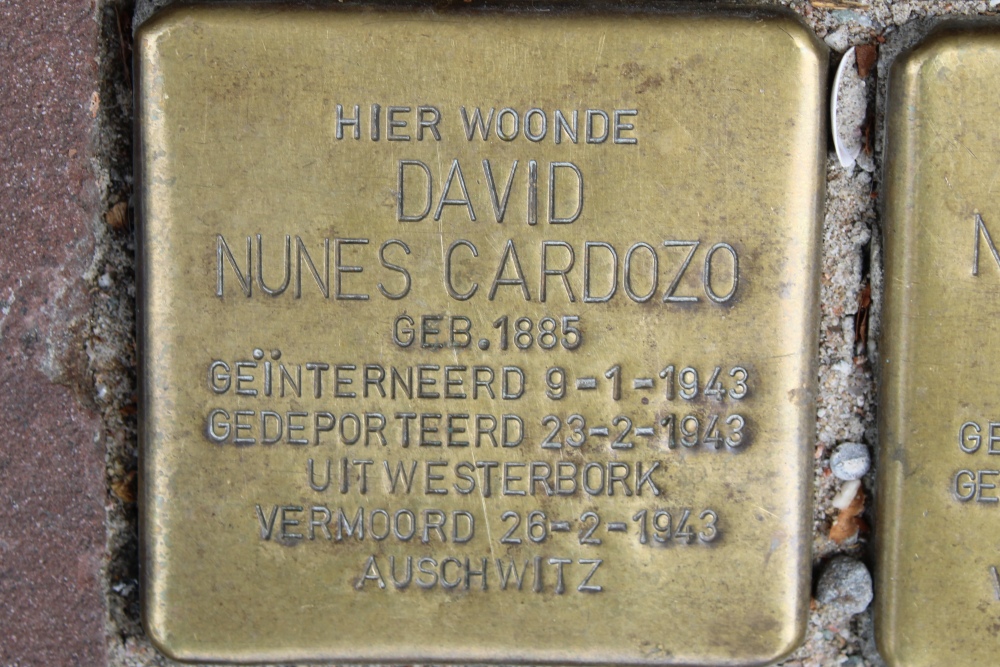 HIER WOONDE
DAVID
NUNES CARDOZO
GEB. 1885
GEÏNTERNEERD 9-1-1943
GEDEPORTEERD 23-2-1943
UIT WESTERBORK
VERMOORD 26-2-1943
AUSCHWITZ